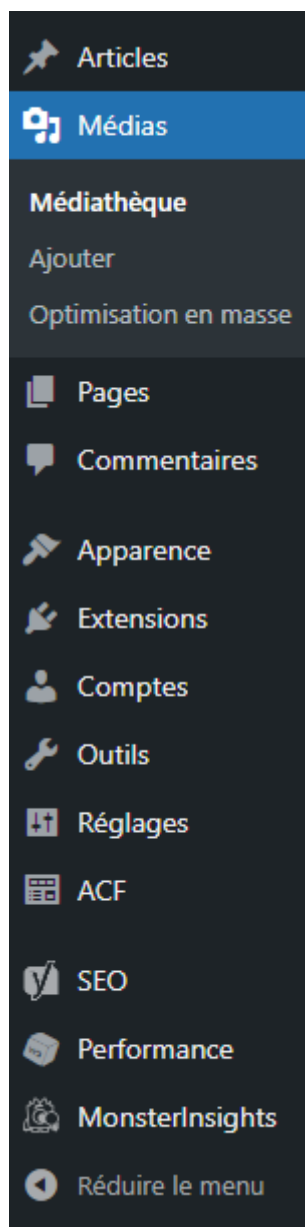 Articles
Médias
Médiathèque
Ajouter
Optimisation en masse
Pages
Commentaires
Apparence
Extensions
Comptes
Outils
Réglages
ACF
SEO
Performance
MonsterInsights
Réduire le menu